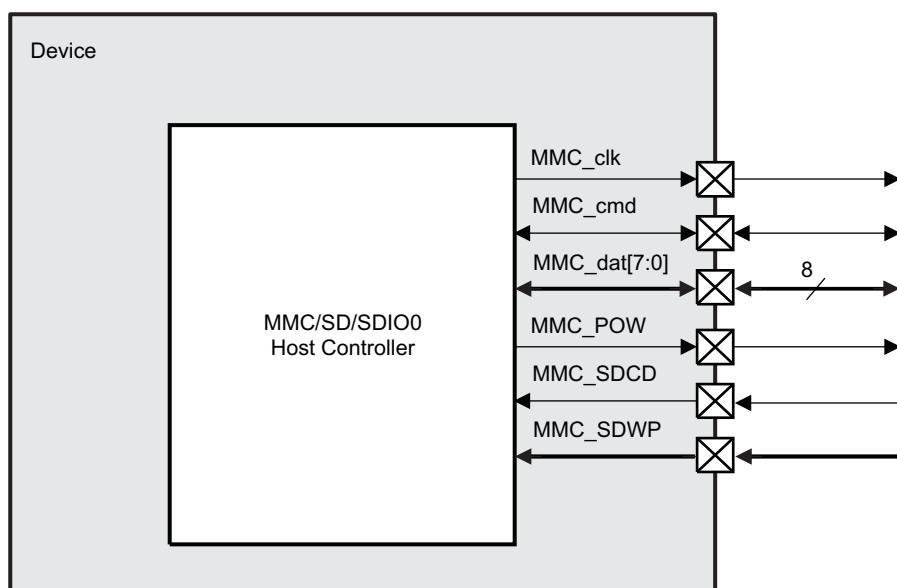 Device
MMC_clk
MMC_cmd
MMC_dat[7:0]
8
MMC/SD/SDIO0
Host Controller
MMC_POW
MMC_SDCD
MMC_SDWP